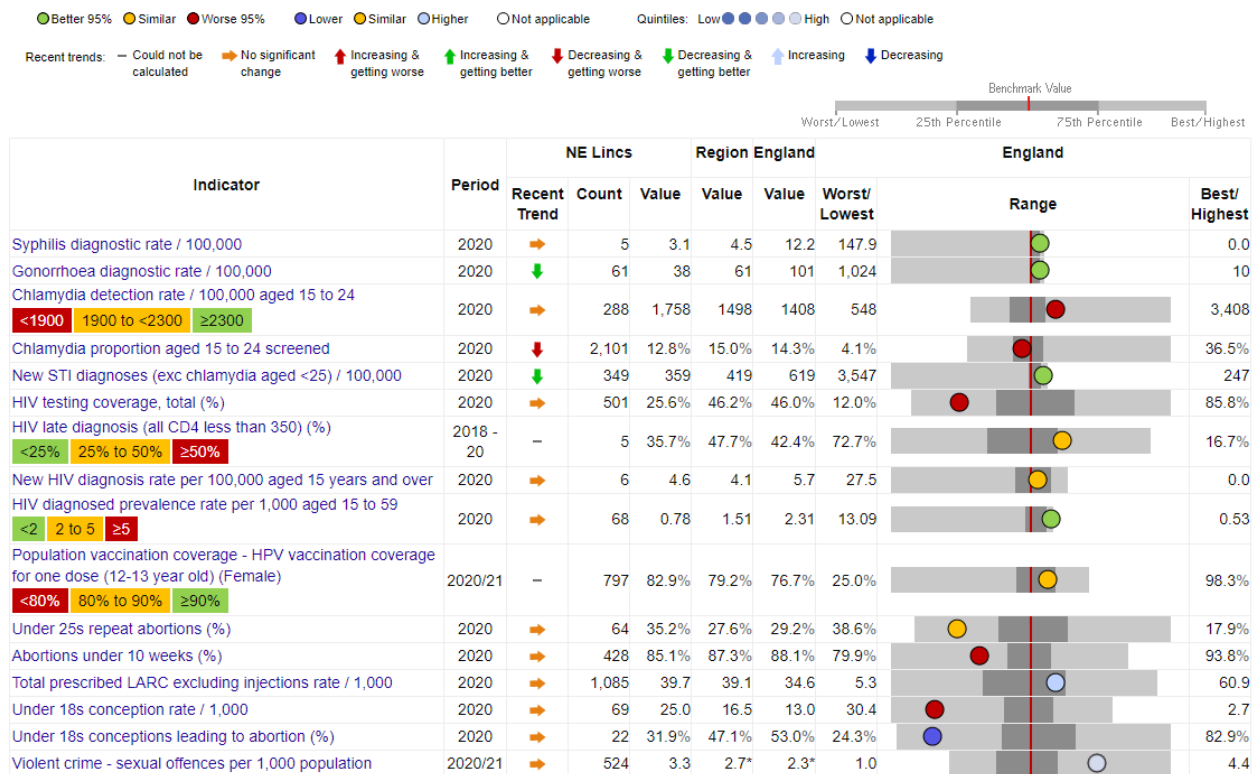 Better 95% Similar Worse 95% Lower Similar Higher Not applicable Quintiles: Low High Not applicable
Recent trends: – Could not be calculated No significant change Increasing & getting worse Increasing & getting better Decreasing & getting worse Decreasing & getting better Increasing Decreasing
Benchmark Value
Worst/Lowest 25th Percentile 75th Percentile Best/Highest
NE Lincs Region England England
Indicator Period Recent Trend Count Value Value Value Worst/ Lowest Range Best/ Highest
Syphilis diagnostic rate / 100,000 2020 5 3.1 4.5 12.2 147.9 0.0
Gonorrhoea diagnostic rate / 100,000 2020 61 38 61 101 1,024 10
Chlamydia detection rate / 100,000 aged 15 to 24
<1900 1900 to <2300 ≥2300
2020 288 1,758 1498 1408 548 3,408
Chlamydia proportion aged 15 to 24 screened 2020 2,101 12.8% 15.0% 14.3% 4.1% 36.5%
New STI diagnoses (exc chlamydia aged <25) / 100,000 2020 349 359 419 619 3,547 247
HIV testing coverage, total (%) 2020 501 25.6% 46.2% 46.0% 12.0% 85.8%
HIV late diagnosis (all CD4 less than 350) (%)
<25% 25% to 50% ≥50%
2018 - 20 – 5 35.7% 47.7% 42.4% 72.7% 16.7%
New HIV diagnosis rate per 100,000 aged 15 years and over 2020 6 4.6 4.1 5.7 27.5 0.0
HIV diagnosed prevalence rate per 1,000 aged 15 to 59
<2 2 to 5 ≥5
2020 68 0.78 1.51 2.31 13.09 0.53
Population vaccination coverage - HPV vaccination coverage
for one dose (12-13 year old) (Female)
<80% 80% to 90% ≥90%
2020/21 – 797 82.9% 79.2% 76.7% 25.0% 98.3%
Under 25s repeat abortions (%) 2020 64 35.2% 27.6% 29.2% 38.6% 17.9%
Abortions under 10 weeks (%) 2020 428 85.1% 87.3% 88.1% 79.9% 93.8%
Total prescribed LARC excluding injections rate / 1,000 2020 1,085 39.7 39.1 34.6 5.3 60.9
Under 18s conception rate / 1,000 2020 69 25.0 16.5 13.0 30.4 2.7
Under 18s conceptions leading to abortion (%) 2020 22 31.9% 47.1% 53.0% 24.3% 82.9%
Violent crime - sexual offences per 1,000 population 2020/21 524 3.3 2.7* 2.3* 1.0 4.4